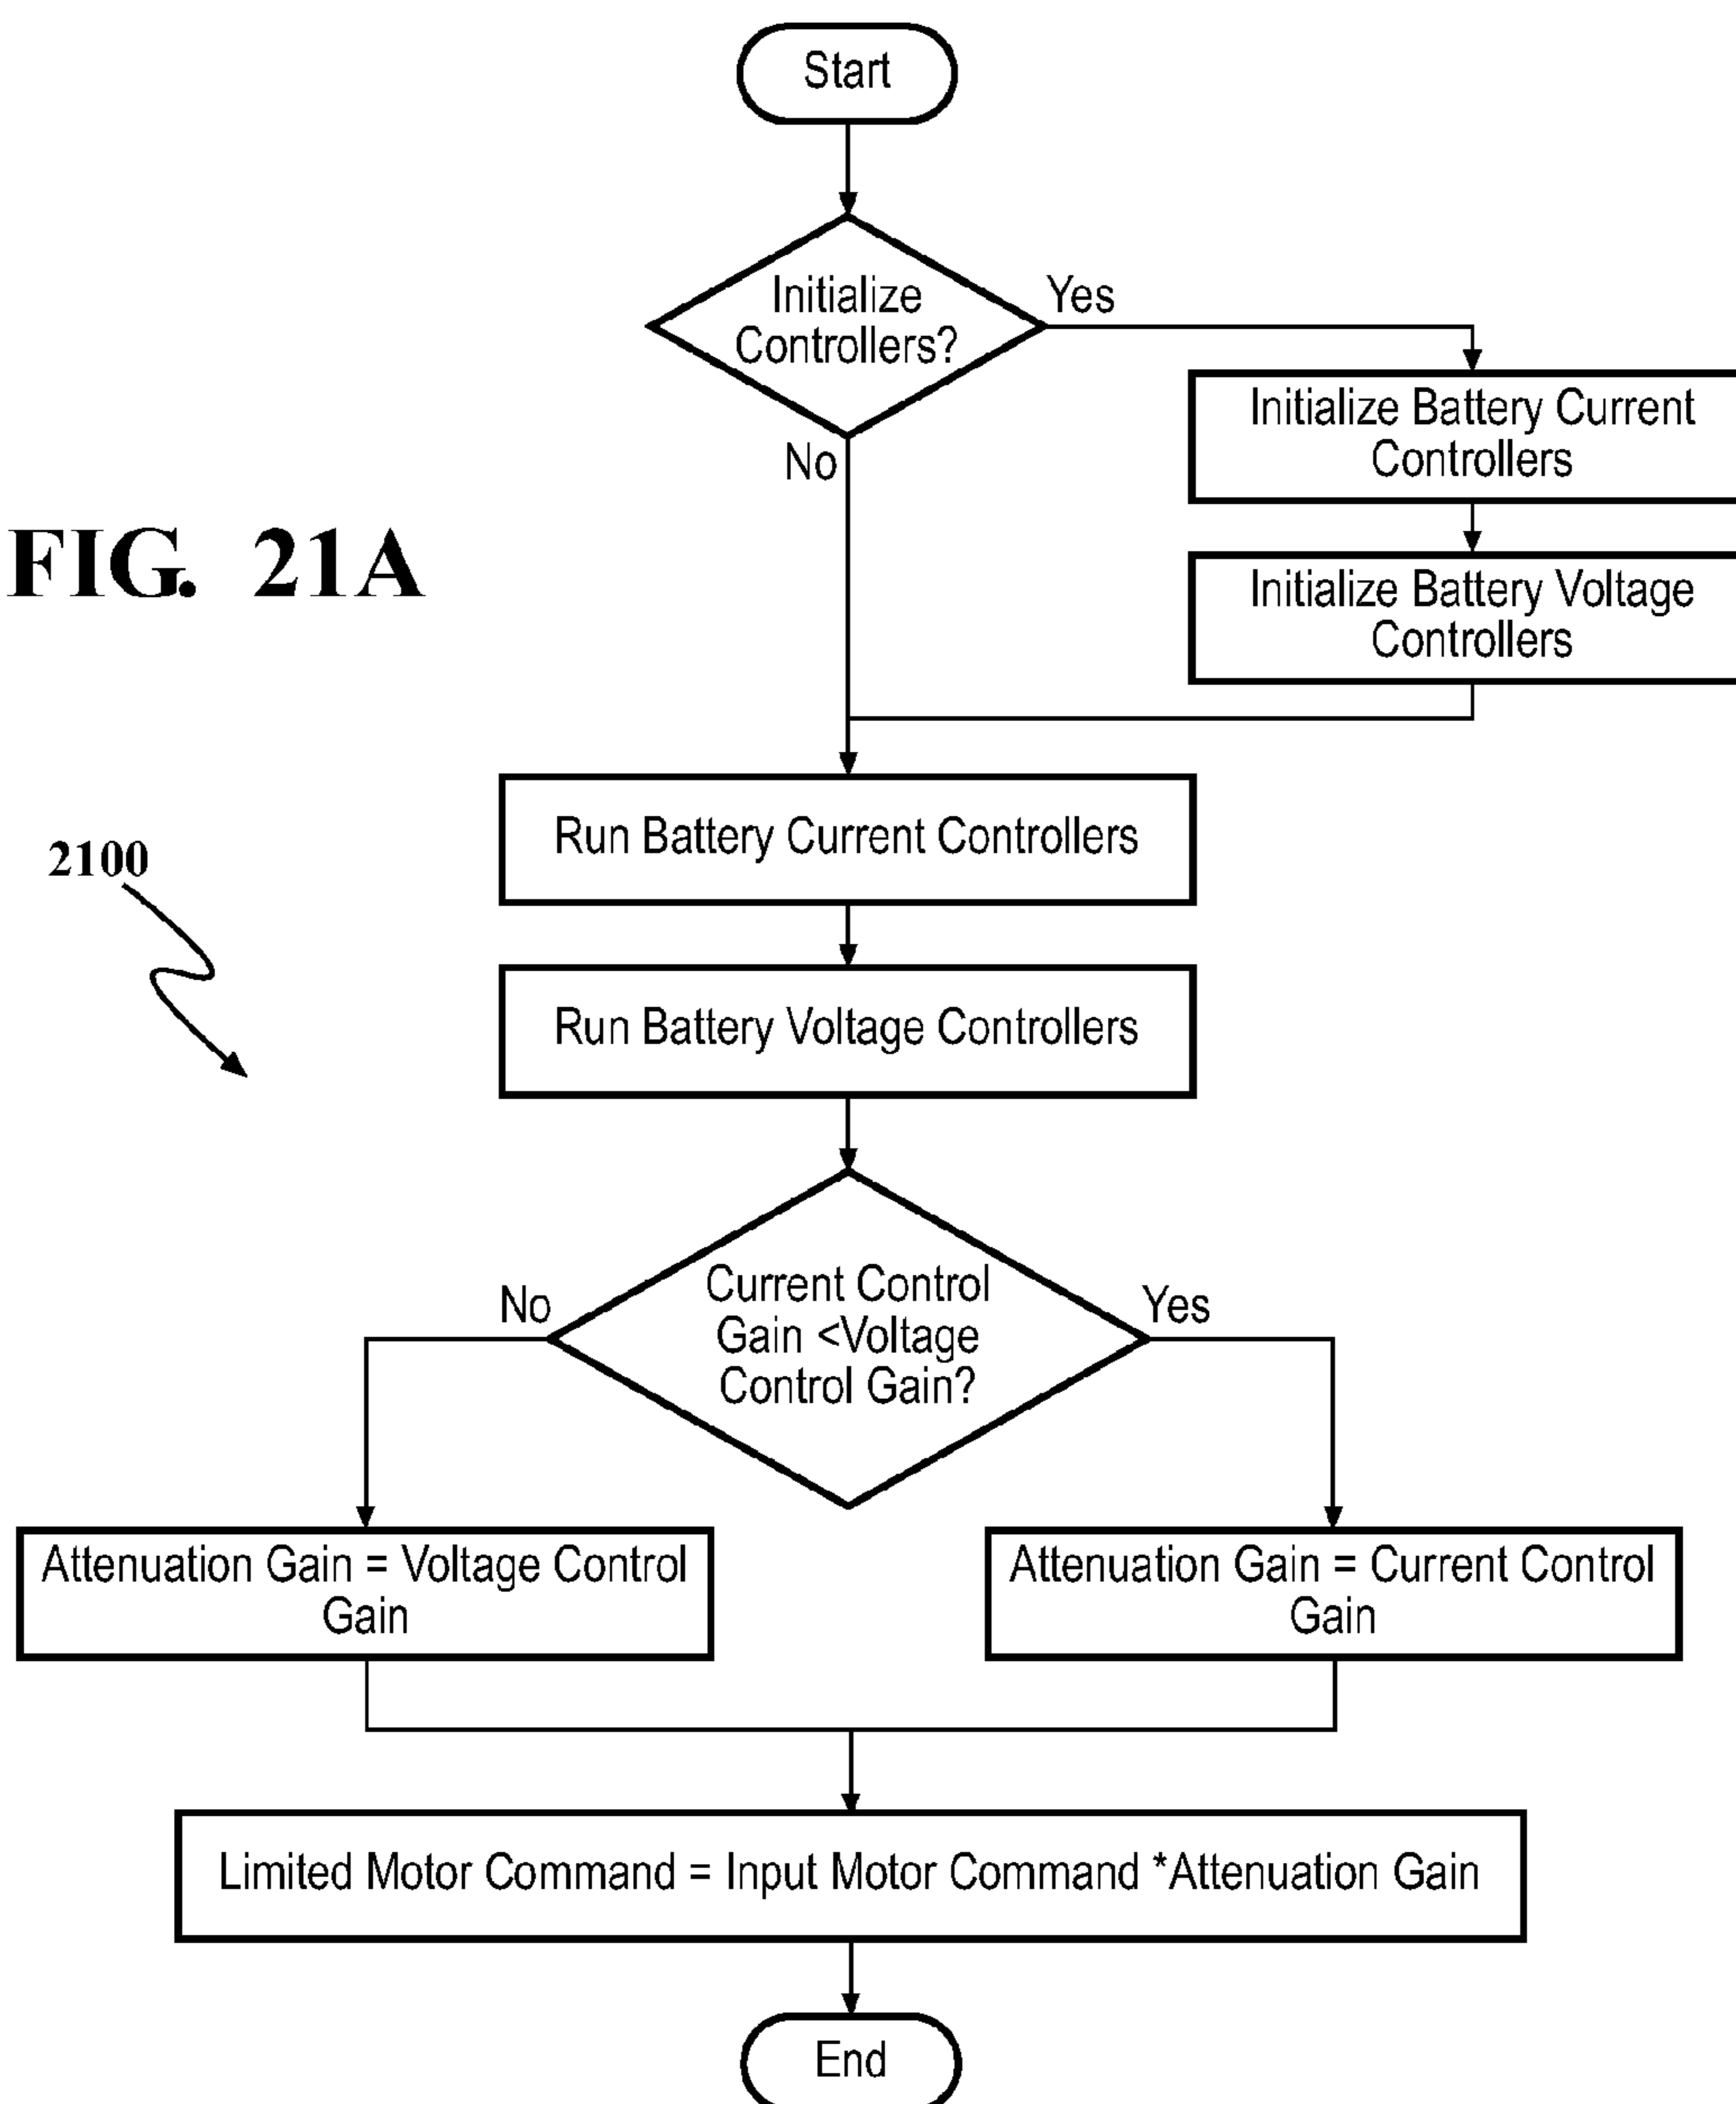 Start
Initialize
Controllers?
Yes
No
Initialize Battery Current
Controllers
Initialize Battery Voltage
Controllers
FIG. 21A
Run Battery Current Controllers
2100
Run Battery Voltage Controllers
Current Control
Gain <Voltage
Control Gain?
No
Yes
Attenuation Gain = Voltage Control
Gain
Attenuation Gain = Current Control
Gain
Limited Motor Command = Input Motor Command *Attenuation Gain
End